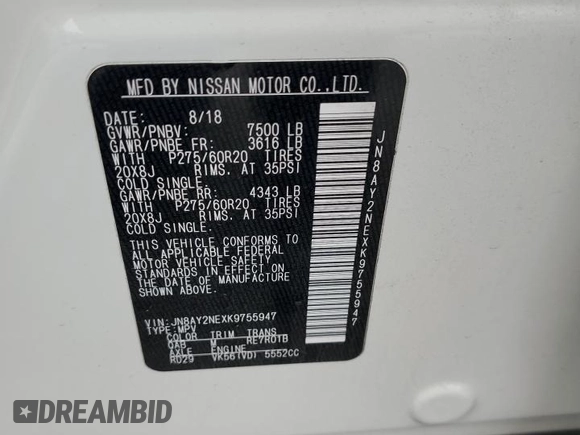 MFD BY NISSAN MOTOR CO.,LTD.
DATE: 8/18
GVWR/PNBV: 7500 LB
GAWR/PNBE FR: 3616 LB
WITH P275/60R20 TIRES
20X8J RIMS. AT 35PSI
COLD SINGLE.
GAWR/PNBE RR: 4343 LB
WITH P275/60R20 TIRES
20X8J RIMS. AT 35PSI
COLD SINGLE.
THIS VEHICLE CONFORMS TO
ALL APPLICABLE FEDERAL
MOTOR VEHICLE SAFETY
STANDARDS IN EFFECT ON
THE DATE OF MANUFACTURE
SHOWN ABOVE.
VIN: JN8AY2NEXK9755947
TYPE: MPV
COLOR TRIM TRANS
QAB M RE7R01B
AXLE ENGINE
RD29 VK56(VD) 5552CC
JN8AY2NEXK9755947
DREAMBID